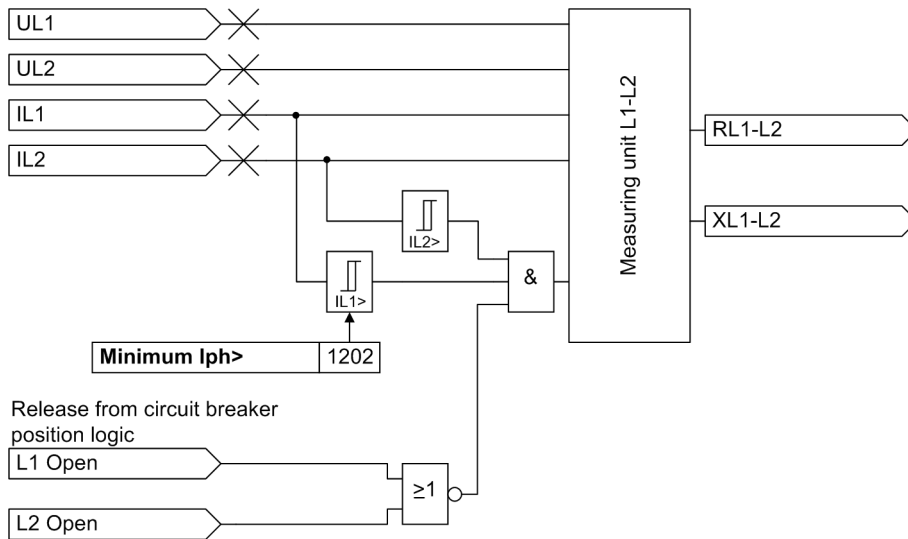 UL1
UL2
IL1
IL2
Measuring unit L1-L2
RL1-L2
XL1-L2
IL2>
&
IL1>
Minimum Iph> 1202
Release from circuit breaker
position logic
L1 Open
≥1
L2 Open